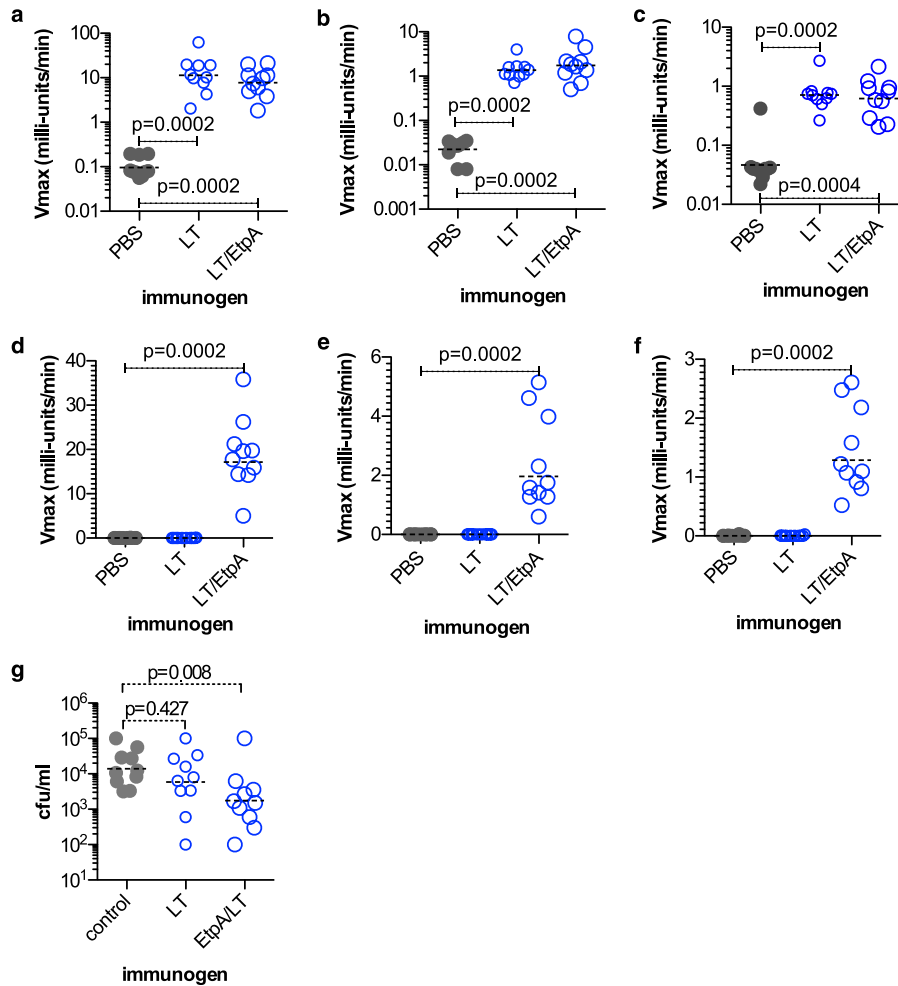 a
100
10
1
0.1
0.01
Vmax (milli-units/min)
p=0.0002
p=0.0002
PBS
LT
LT/EtpA
immunogen
b
10
1
0.1
0.01
0.001
Vmax (milli-units/min)
p=0.0002
p=0.0002
PBS
LT
LT/EtpA
immunogen
c
10
1
0.1
0.01
Vmax (milli-units/min)
p=0.0002
p=0.0004
PBS
LT
LT/EtpA
immunogen
d
40
30
20
10
0
Vmax (milli-units/min)
p=0.0002
PBS
LT
LT/EtpA
immunogen
e
6
4
2
0
Vmax (milli-units/min)
p=0.0002
PBS
LT
LT/EtpA
immunogen
f
3
2
1
0
Vmax (milli-units/min)
p=0.0002
PBS
LT
LT/EtpA
immunogen
g
p=0.008
p=0.427
10⁶
10⁵
10⁴
10³
10²
10¹
cfu/ml
control
LT
EtpA/LT
immunogen